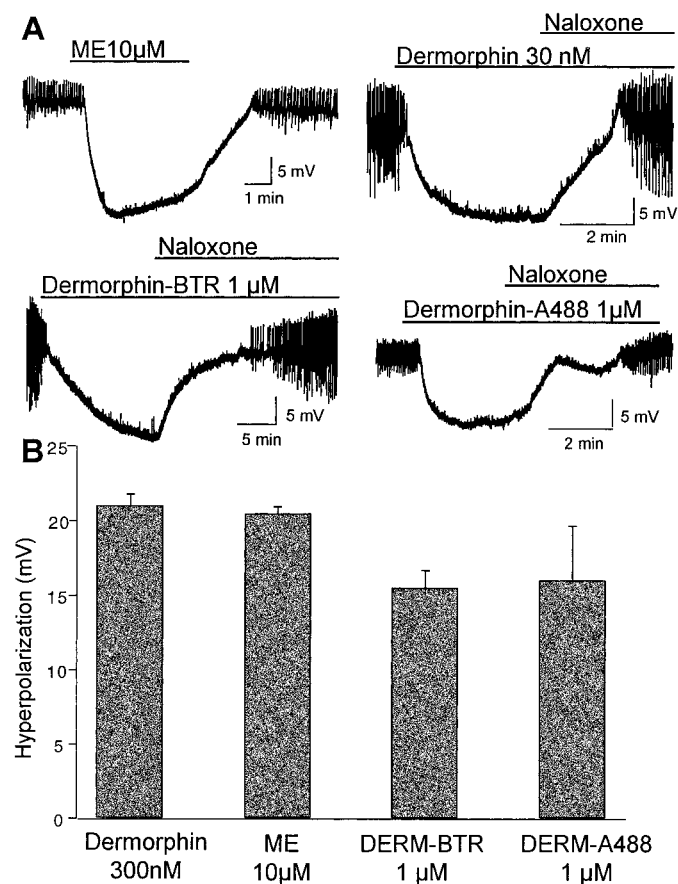 A
ME10µM
5 mV
1 min
Naloxone
Dermorphin 30 nM
5 mV
2 min
Naloxone
Dermorphin-BTR 1 µM
5 mV
5 min
Naloxone
Dermorphin-A488 1µM
5 mV
2 min
B
Hyperpolarization (mV)
25
20
15
10
5
0
Dermorphin
300nM
ME
10µM
DERM-BTR
1 µM
DERM-A488
1 µM